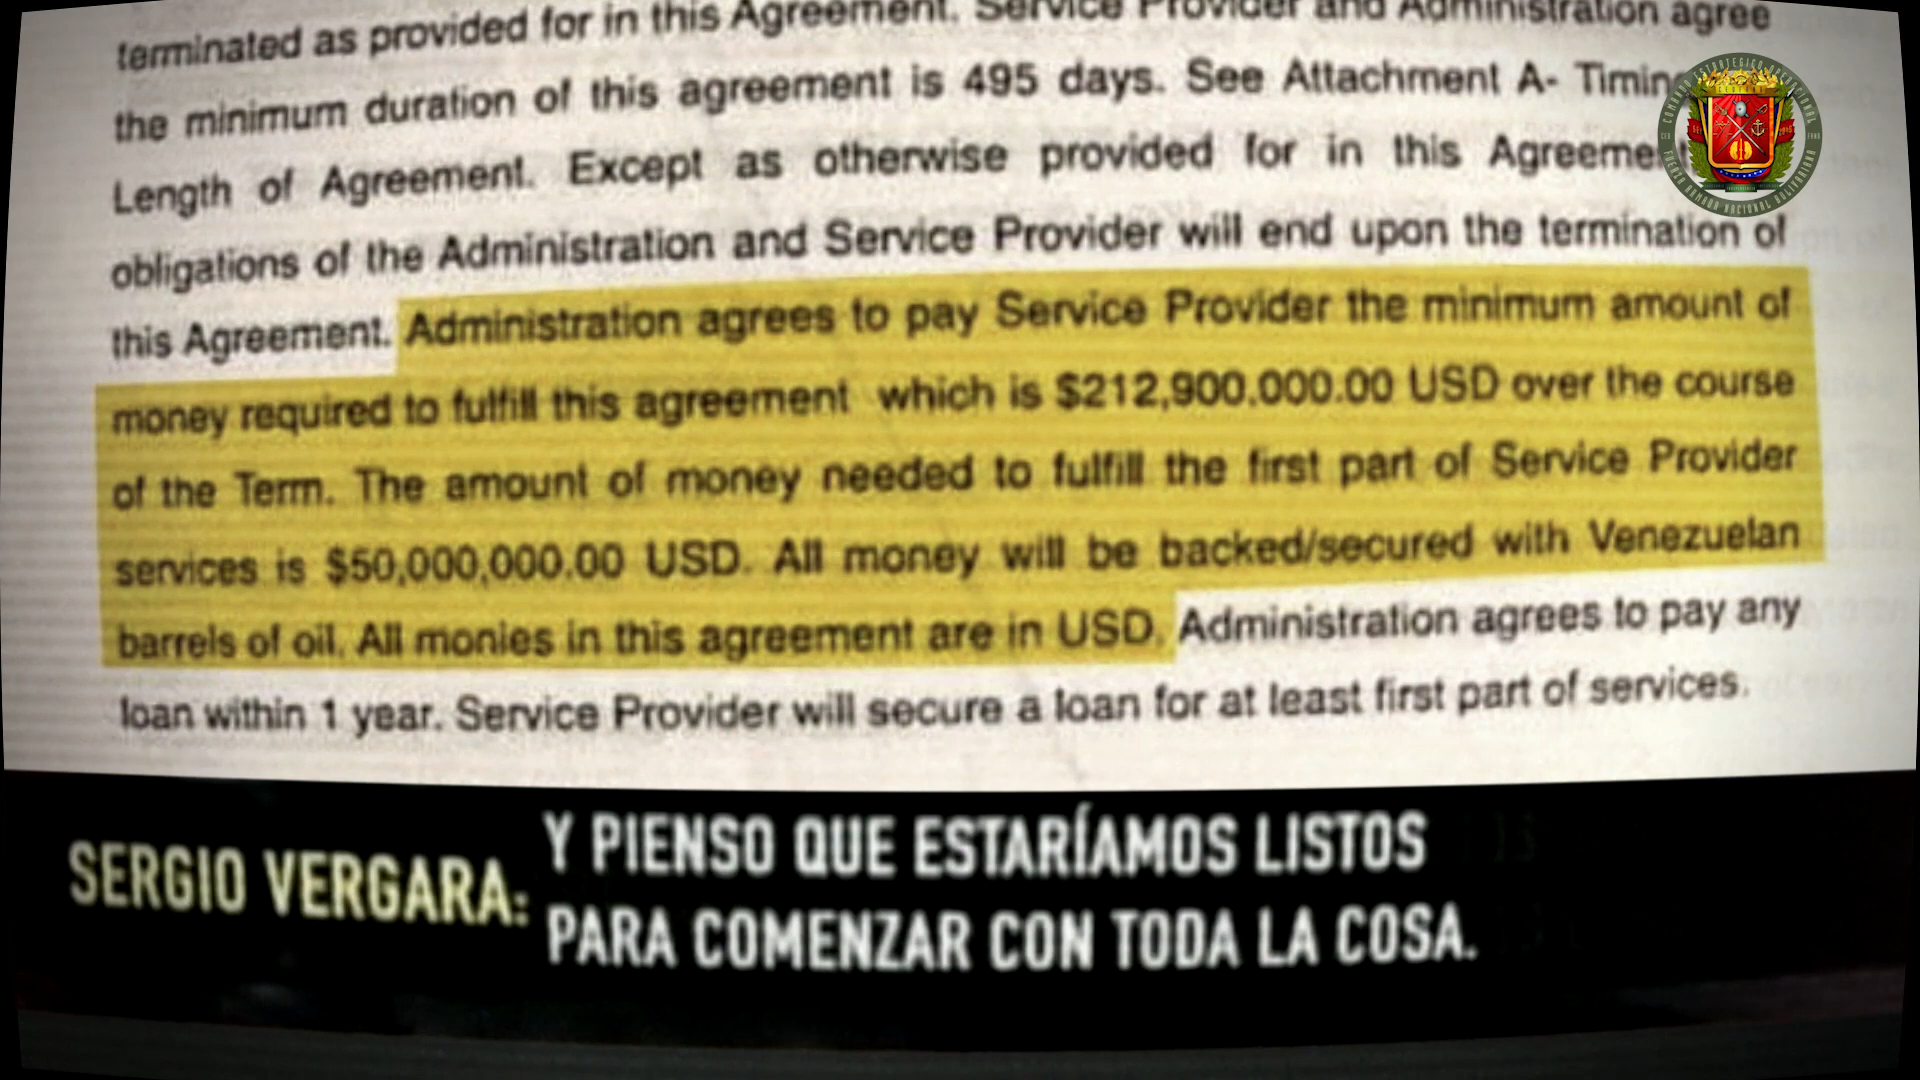 terminated as provided for in this Agreement. Service Provider and Administration agree
the minimum duration of this agreement is 495 days. See Attachment A- Timing
Length of Agreement. Except as otherwise provided for in this
obligations of the Administration and Service Provider will end upon the termination of
this Agreement. Administration agrees to pay Service Provider the minimum amount of
money required to fulfill this agreement which is $212,900.000.00 USD over the course
of the Term. The amount of money needed to fulfill the first part of Service Provider
services is $50,000,000.00 USD. All money will be backed/secured with Venezuelan
barrels of oil. All monies in this agreement are in USD. Administration agrees to pay any
loan within 1 year. Service Provider will secure a loan for at least first part of services.
COMANDO ESTRATEGICO OPERACIONAL
FUERZA ARMADA NACIONAL BOLIVARIANA
SERGIO VERGARA:
Y PIENSO QUE ESTARÍAMOS LISTOS
PARA COMENZAR CON TODA LA COSA.